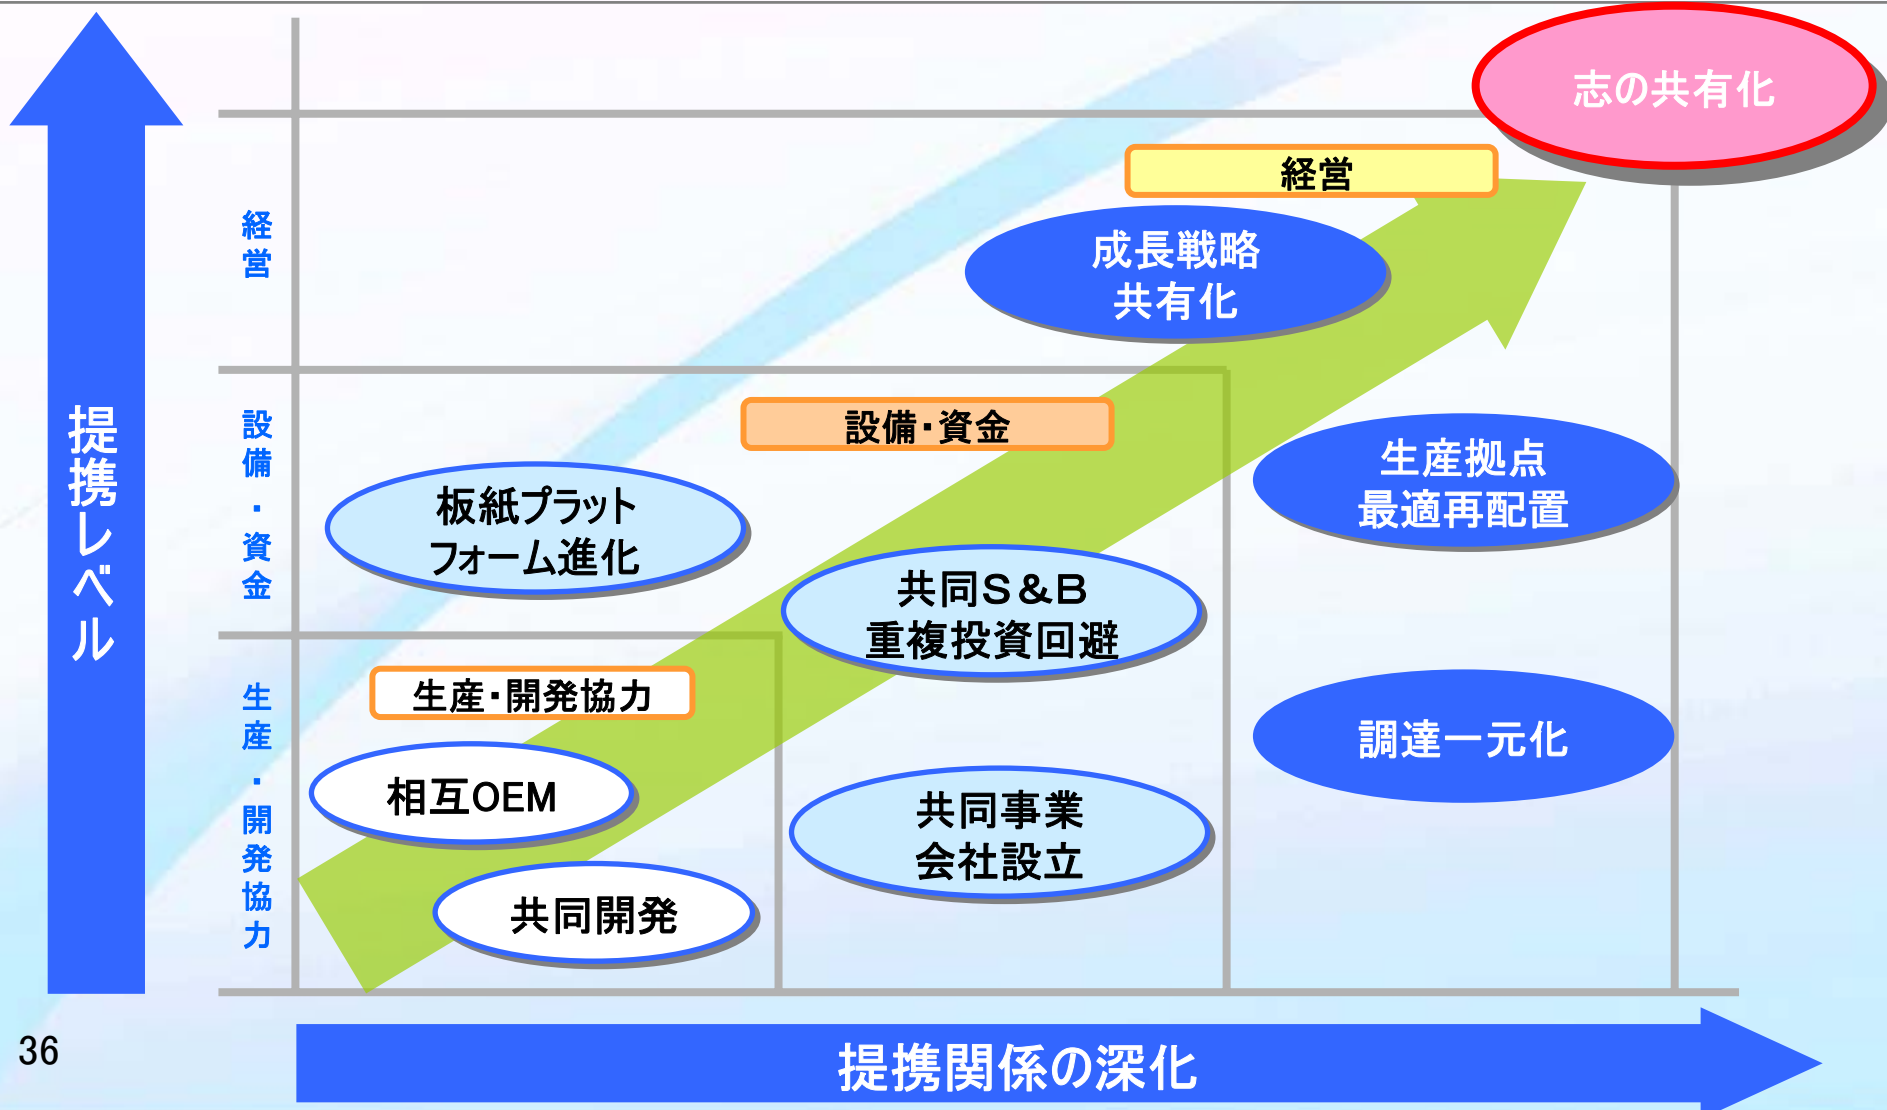 志の共有化
経営
成長戦略
共有化
経営
設備・資金
設備・資金
板紙プラット
フォーム進化
生産拠点
最適再配置
共同S&B
重複投資回避
提携レベル
生産・開発協力
生産・開発協力
相互OEM
調達一元化
共同事業
会社設立
共同開発
36
提携関係の深化